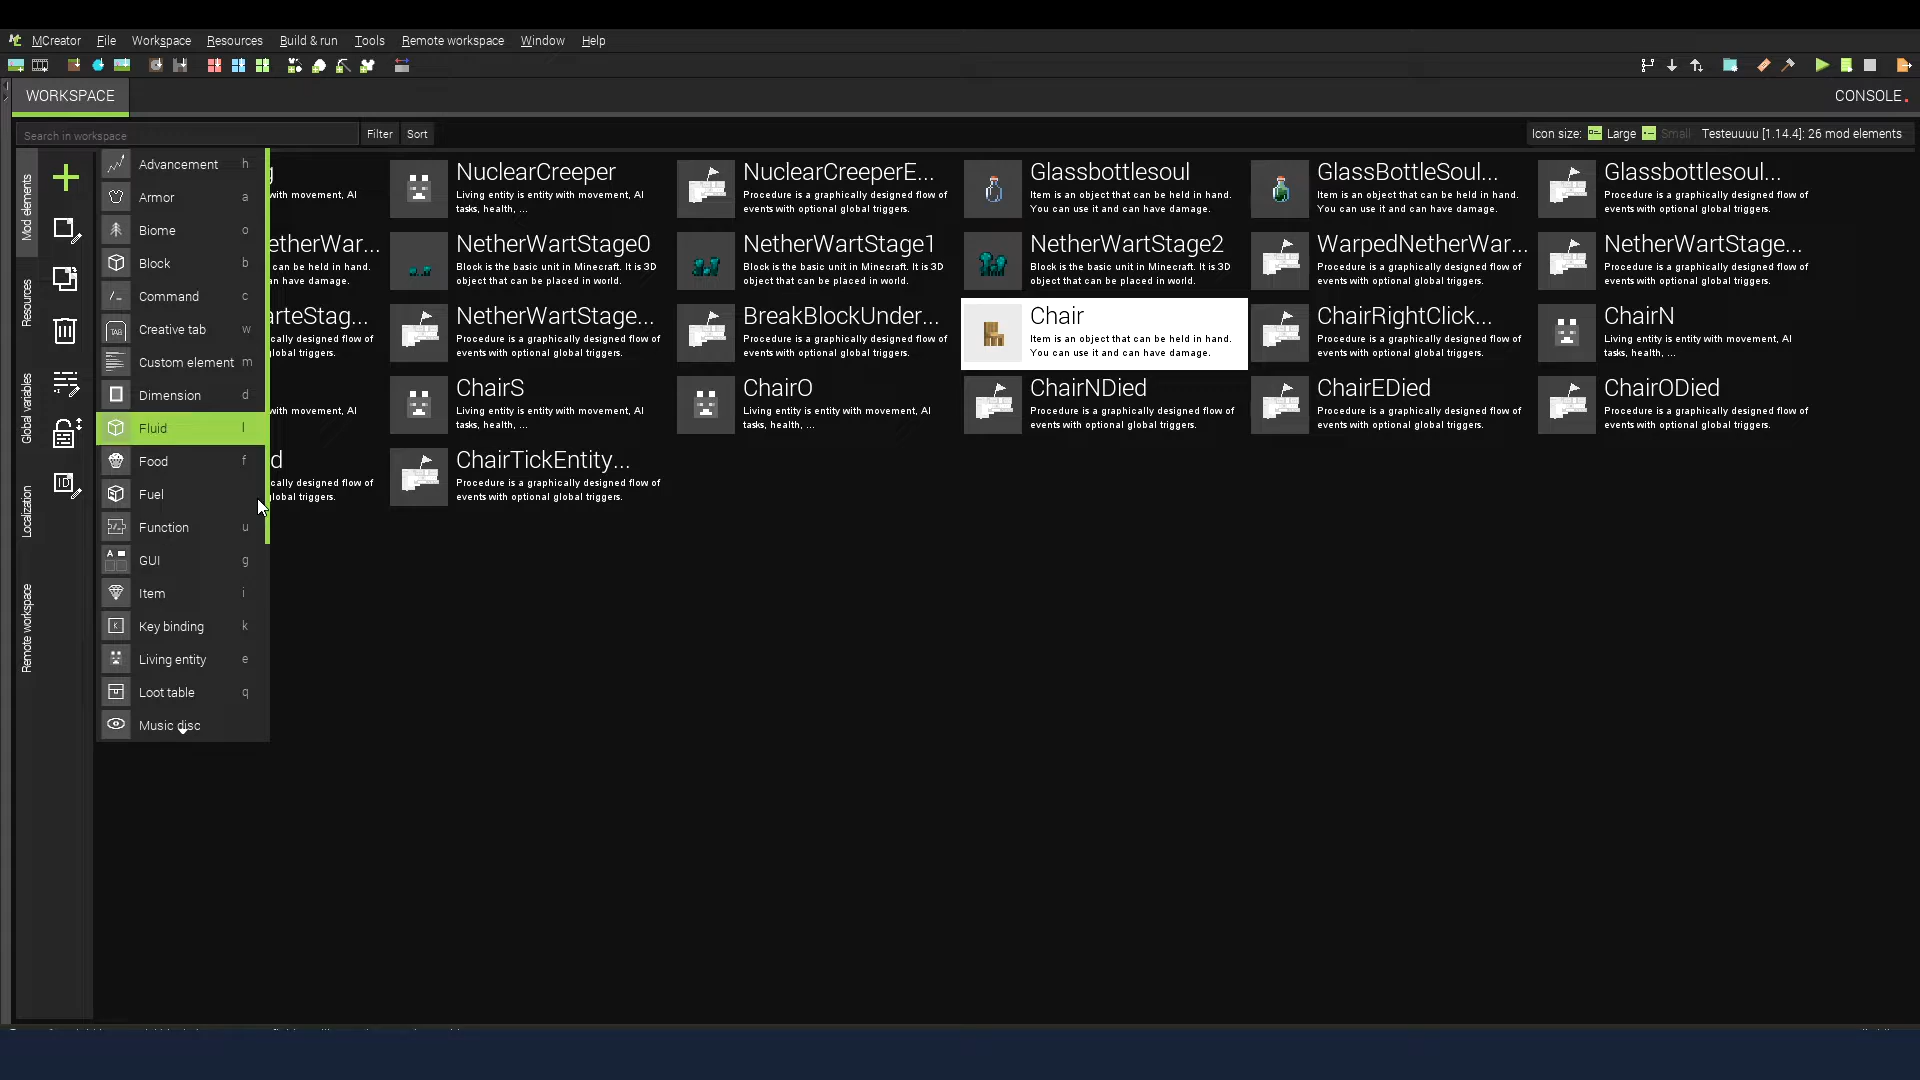 MCreator File Workspace Resources Build & run Tools Remote workspace Window Help
WORKSPACE
CONSOLE
Search in workspace
Filter
Sort
Icon size: Large Small
Testeuuuu [1.14.4]: 26 mod elements
Mod elements
Resources
Global variables
Localization
Remote workspace
Advancement h
Armor a
Biome o
Block b
Command c
Creative tab w
Custom element m
Dimension d
Fluid l
Food f
Fuel
Function u
GUI g
Item i
Key binding k
Living entity e
Loot table q
Music disc
with movement, AI
NuclearCreeper
Living entity is entity with movement, AI
tasks, health, ...
NuclearCreeperE...
Procedure is a graphically designed flow of
events with optional global triggers.
Glassbottlesoul
Item is an object that can be held in hand.
You can use it and can have damage.
GlassBottleSoul...
Item is an object that can be held in hand.
You can use it and can have damage.
Glassbottlesoul...
Procedure is a graphically designed flow of
events with optional global triggers.
etherWar...
can be held in hand.
can have damage.
NetherWartStage0
Block is the basic unit in Minecraft. It is 3D
object that can be placed in world.
NetherWartStage1
Block is the basic unit in Minecraft. It is 3D
object that can be placed in world.
NetherWartStage2
Block is the basic unit in Minecraft. It is 3D
object that can be placed in world.
WarpedNetherWar...
Procedure is a graphically designed flow of
events with optional global triggers.
NetherWartStage...
Procedure is a graphically designed flow of
events with optional global triggers.
arteStag...
cally designed flow of
global triggers.
NetherWartStage...
Procedure is a graphically designed flow of
events with optional global triggers.
BreakBlockUnder...
Procedure is a graphically designed flow of
events with optional global triggers.
Chair
Item is an object that can be held in hand.
You can use it and can have damage.
ChairRightClick...
Procedure is a graphically designed flow of
events with optional global triggers.
ChairN
Living entity is entity with movement, AI
tasks, health, ...
with movement, AI
ChairS
Living entity is entity with movement, AI
tasks, health, ...
ChairO
Living entity is entity with movement, AI
tasks, health, ...
ChairNDied
Procedure is a graphically designed flow of
events with optional global triggers.
ChairEDied
Procedure is a graphically designed flow of
events with optional global triggers.
ChairODied
Procedure is a graphically designed flow of
events with optional global triggers.
d
cally designed flow of
global triggers.
ChairTickEntity...
Procedure is a graphically designed flow of
events with optional global triggers.